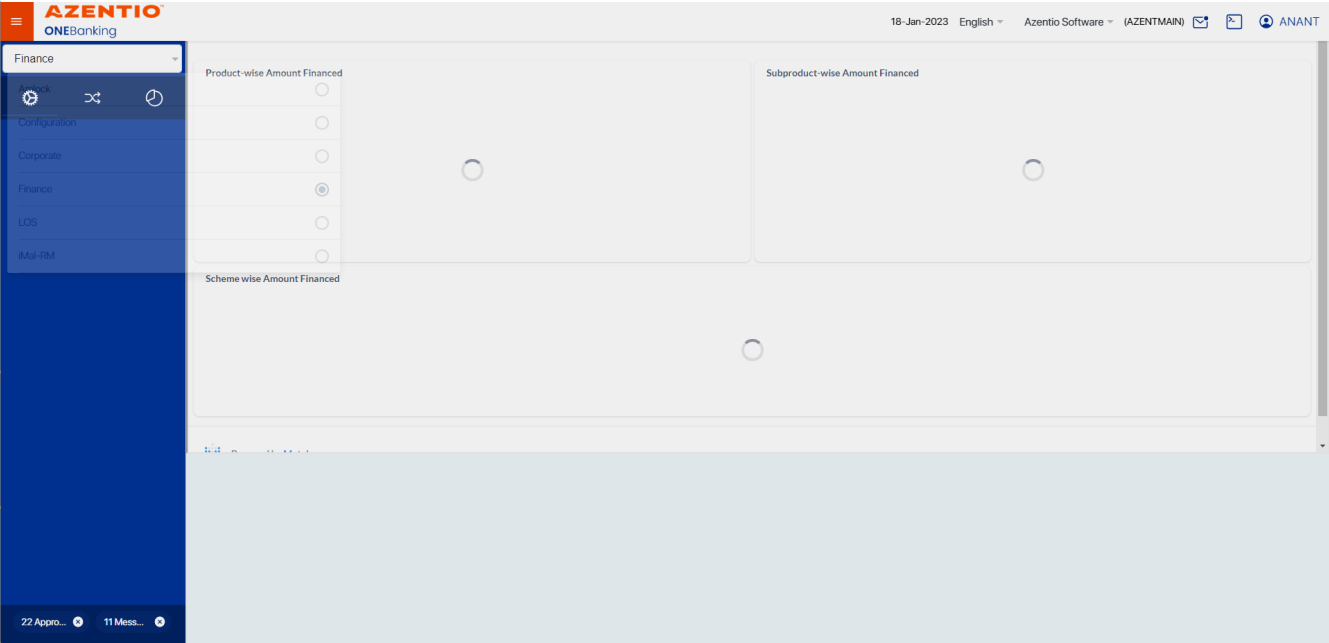 AZENTIO
ONEBanking
18-Jan-2023 English Azentio Software (AZENTMAIN) ANANT
Finance
Configuration
Corporate
Finance
LOS
iMal-RM
Product-wise Amount Financed
Subproduct-wise Amount Financed
Scheme wise Amount Financed
22 Appro... 11 Mess...